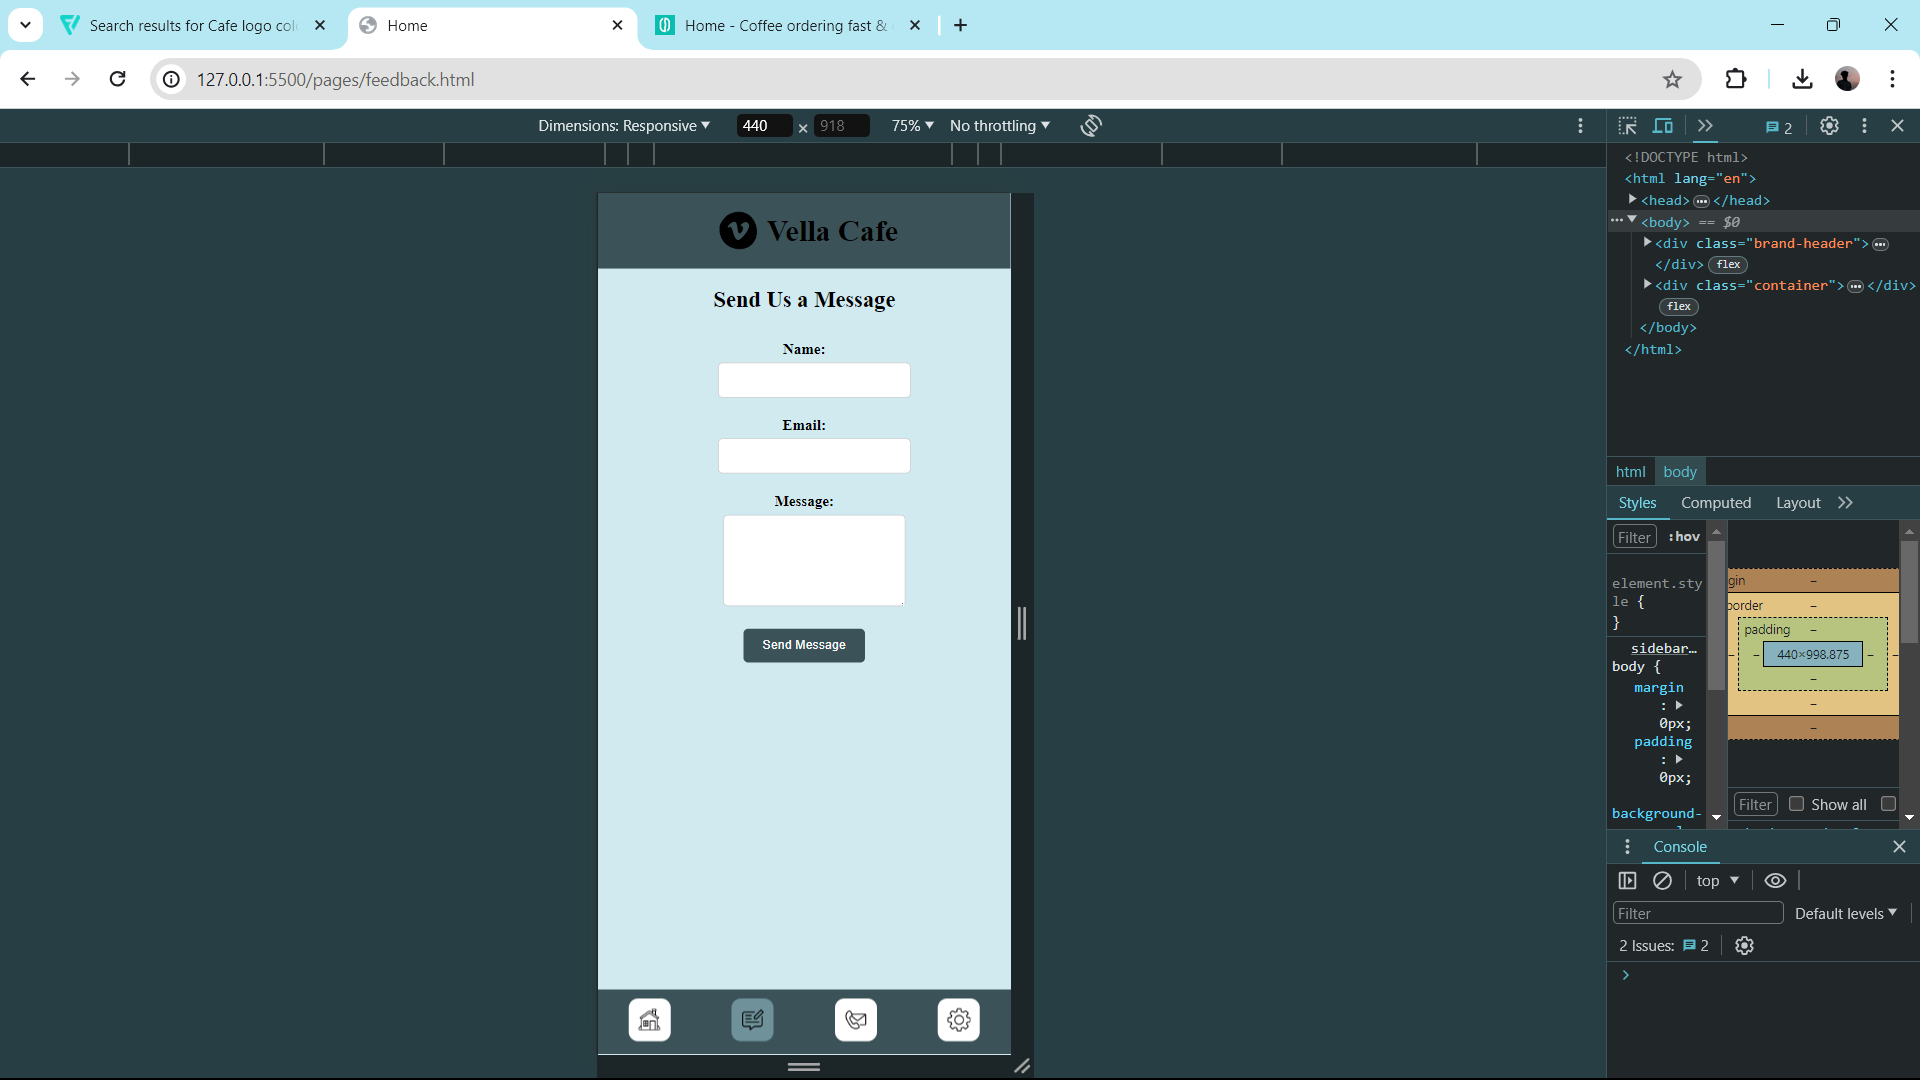 Search results for Cafe logo col
Home
Home - Coffee ordering fast &
127.0.0.1:5500/pages/feedback.html
Dimensions: Responsive
440 × 918
75%
No throttling
2
Vella Cafe
Send Us a Message
Name:
Email:
Message:
Send Message
<!DOCTYPE html>
<html lang="en">
<head> ⋯ </head>
⋯ <body> == $0
<div class="brand-header"> ⋯
</div> flex
<div class="container"> ⋯ </div>
flex
</body>
</html>
html body
Styles Computed Layout
Filter :hov
element.sty
le {
}
sidebar…
body {
margin
:
0px;
padding
:
0px;
background-
gin –
border –
padding –
– – 440×998.875 – –
–
–
–
Filter Show all
Console
top
Filter Default levels
2 Issues: 2